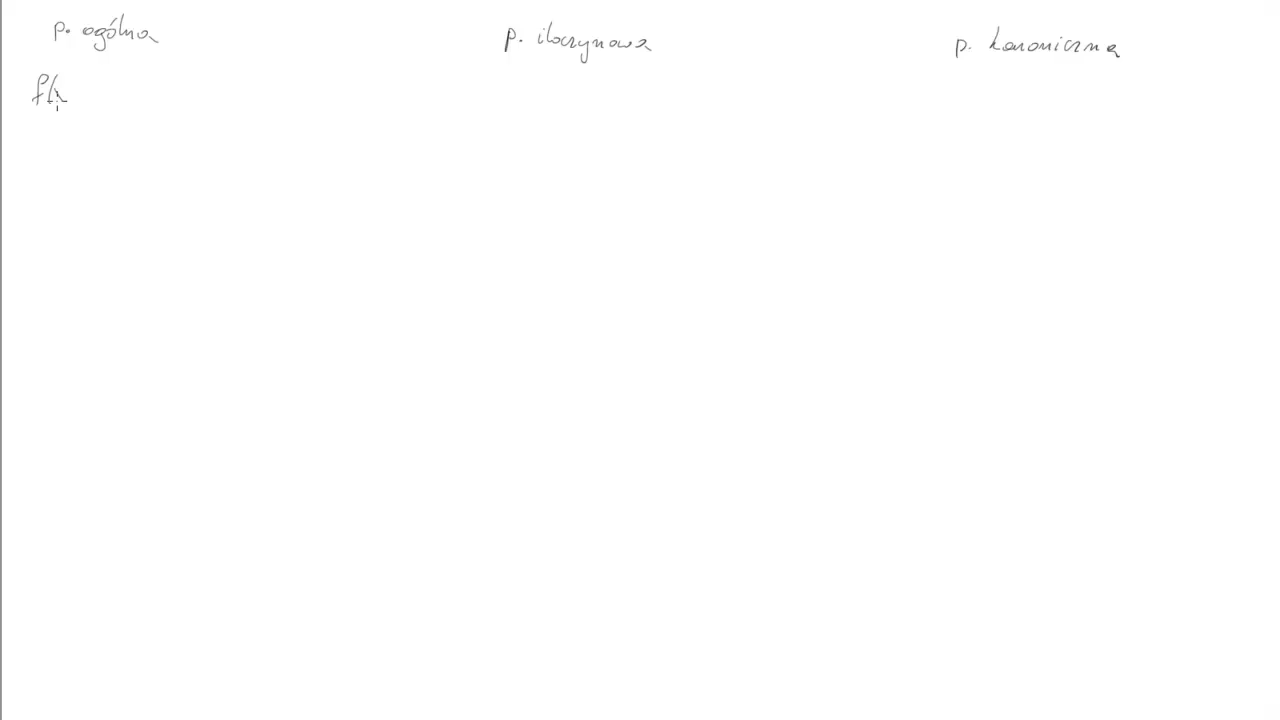 p. ogólna p. iloczynowa p. kanoniczna
f(x